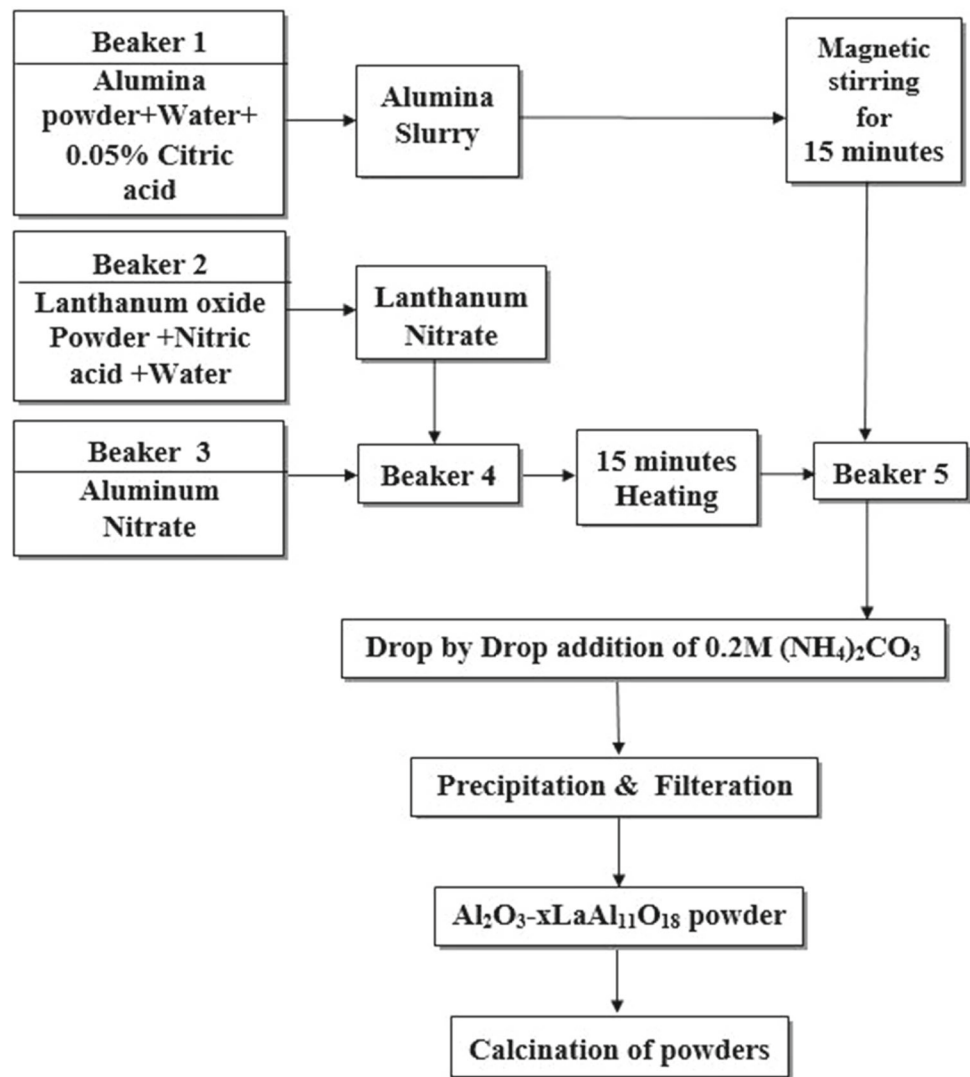 Beaker 1
Alumina
powder+Water+
0.05% Citric
acid
Alumina
Slurry
Magnetic
stirring
for
15 minutes
Beaker 2
Lanthanum oxide
Powder +Nitric
acid +Water
Lanthanum
Nitrate
Beaker 3
Aluminum
Nitrate
Beaker 4
15 minutes
Heating
Beaker 5
Drop by Drop addition of 0.2M (NH₄)₂CO₃
Precipitation & Filteration
Al₂O₃-xLaAl₁₁O₁₈ powder
Calcination of powders